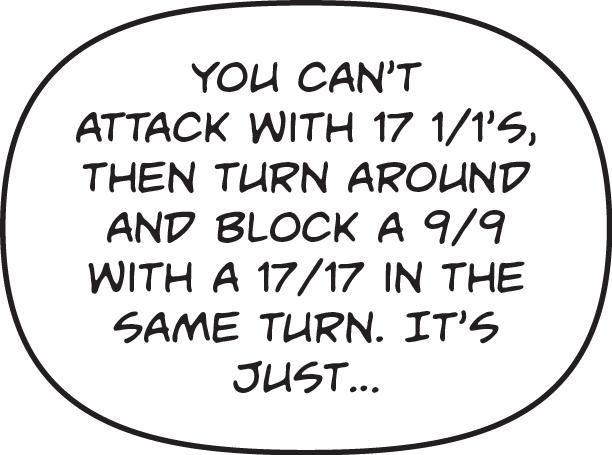 YOU CAN'T
ATTACK WITH 17 1/1'S,
THEN TURN AROUND
AND BLOCK A 9/9
WITH A 17/17 IN THE
SAME TURN. IT'S
JUST...